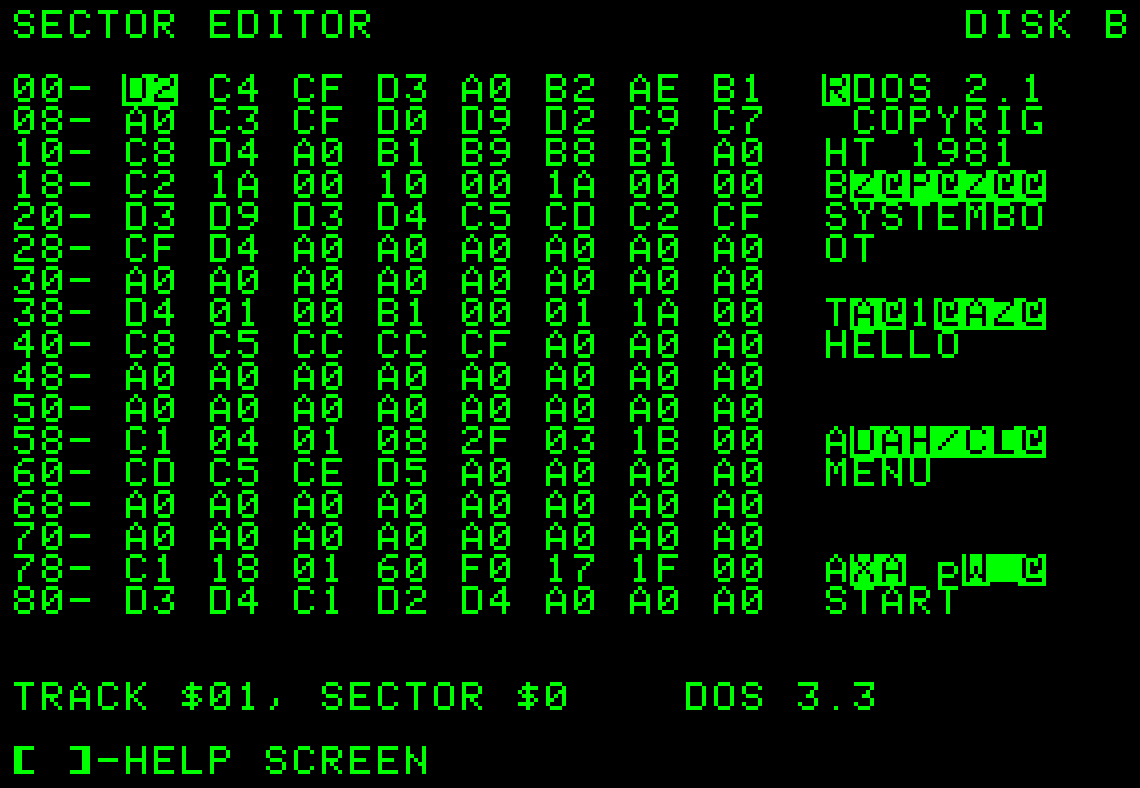 SECTOR EDITOR DISK B
00- D2 C4 CF D3 A0 B2 AE B1 RDOS 2.1
08- A0 C3 CF D0 D9 D2 C9 C7 COPYRIG
10- C8 D4 A0 B1 B9 B8 B1 A0 HT 1981
18- C2 1A 00 10 00 1A 00 00 BZ@P@Z@@
20- D3 D9 D3 D4 C5 CD C2 CF SYSTEMBO
28- CF D4 A0 A0 A0 A0 A0 A0 OT
30- A0 A0 A0 A0 A0 A0 A0 A0
38- D4 01 00 B1 00 01 1A 00 TA@1@AZ@
40- C8 C5 CC CC CF A0 A0 A0 HELLO
48- A0 A0 A0 A0 A0 A0 A0 A0
50- A0 A0 A0 A0 A0 A0 A0 A0
58- C1 04 01 08 2F 03 1B 00 ADAH/C[@
60- CD C5 CE D5 A0 A0 A0 A0 MENU
68- A0 A0 A0 A0 A0 A0 A0 A0
70- A0 A0 A0 A0 A0 A0 A0 A0
78- C1 18 01 60 F0 17 1F 00 AXA pW_@
80- D3 D4 C1 D2 D4 A0 A0 A0 START
TRACK $01, SECTOR $0 DOS 3.3
[ ]-HELP SCREEN